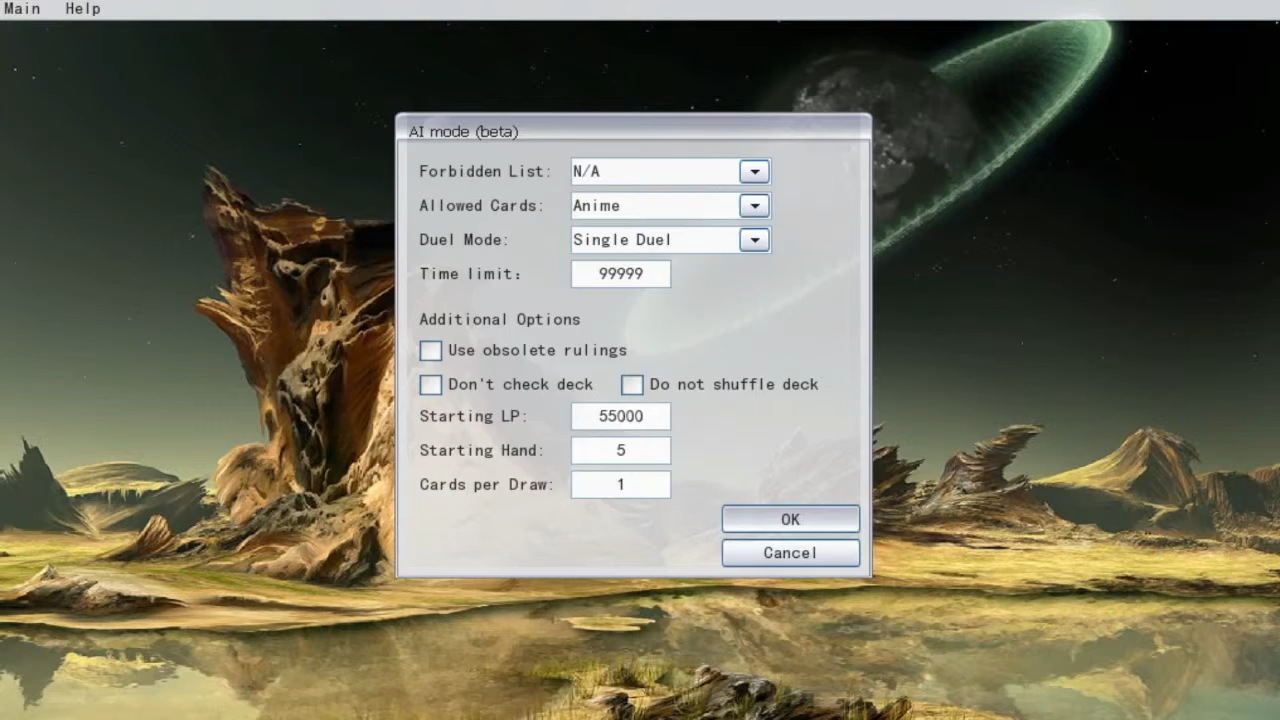 Main Help
AI mode (beta)
Forbidden List: N/A
Allowed Cards: Anime
Duel Mode: Single Duel
Time limit: 99999
Additional Options
Use obsolete rulings
Don't check deck Do not shuffle deck
Starting LP: 55000
Starting Hand: 5
Cards per Draw: 1
OK
Cancel